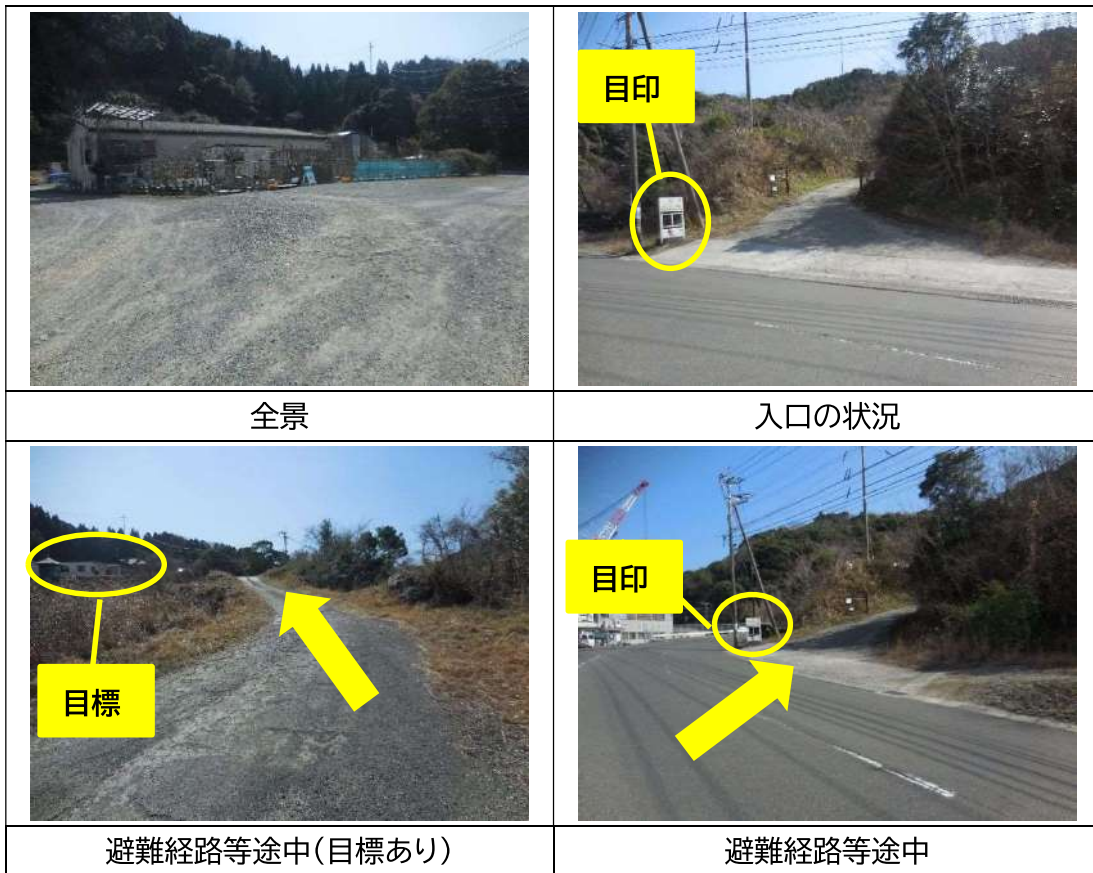 目印
全景
入口の状況
目標
目印
避難経路等途中(目標あり)
避難経路等途中